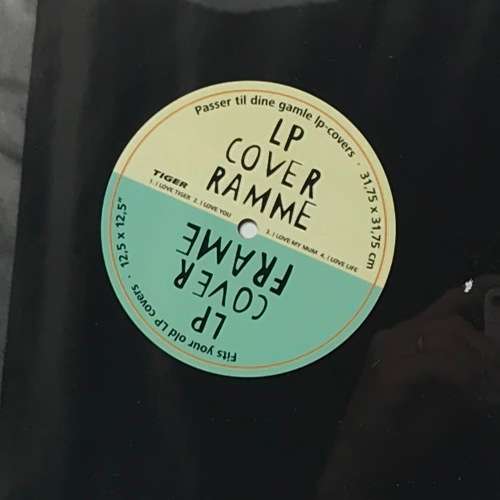 Passer til dine gamle lp-covers · 31,75 x 31,75 cm
LP
COVER
RAMME
TIGER
1. I LOVE TIGER 2. I LOVE YOU
3. I LOVE MY MUM 4. I LOVE LIFE
LP
COVER
FRAME
Fits your old LP covers · 12,5 x 12,5"